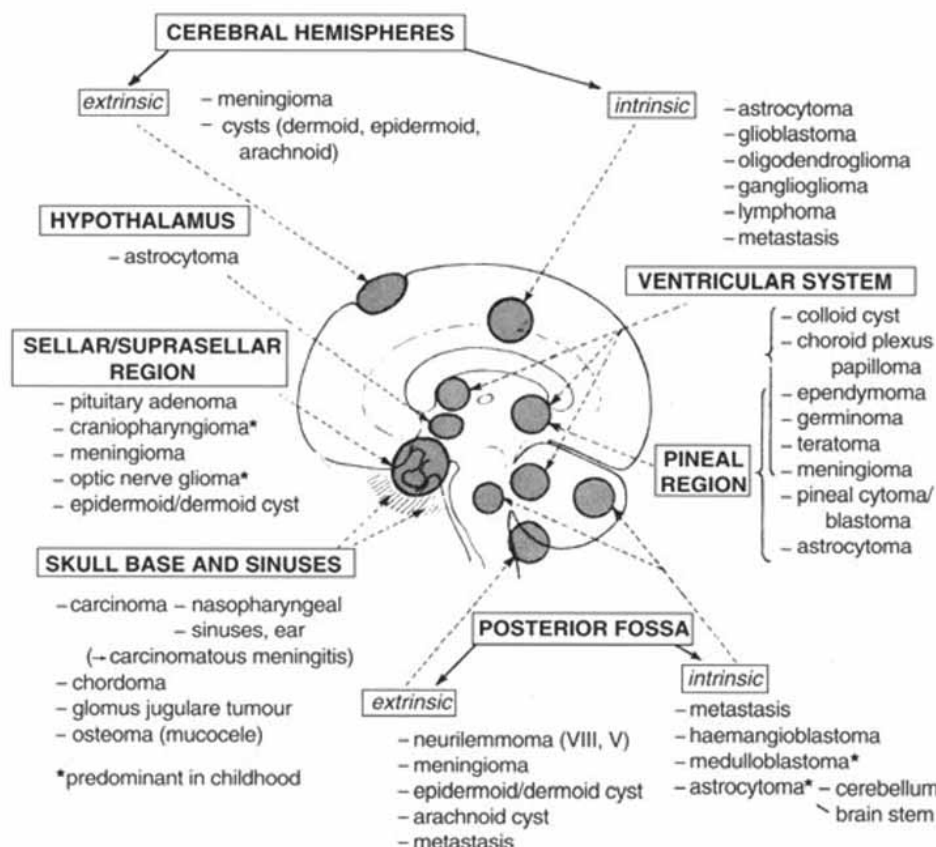 CEREBRAL HEMISPHERES
extrinsic
– meningioma
– cysts (dermoid, epidermoid,
arachnoid)
intrinsic
– astrocytoma
– glioblastoma
– oligodendroglioma
– ganglioglioma
– lymphoma
– metastasis
HYPOTHALAMUS
– astrocytoma
SELLAR/SUPRASELLAR
REGION
– pituitary adenoma
– craniopharyngioma*
– meningioma
– optic nerve glioma*
– epidermoid/dermoid cyst
VENTRICULAR SYSTEM
– colloid cyst
– choroid plexus
papilloma
– ependymoma
– germinoma
– teratoma
– meningioma
– pineal cytoma/
blastoma
– astrocytoma
PINEAL
REGION
SKULL BASE AND SINUSES
– carcinoma – nasopharyngeal
– sinuses, ear
(→ carcinomatous meningitis)
– chordoma
– glomus jugulare tumour
– osteoma (mucocele)
*predominant in childhood
POSTERIOR FOSSA
extrinsic
– neurilemmoma (VIII, V)
– meningioma
– epidermoid/dermoid cyst
– arachnoid cyst
– metastasis
intrinsic
– metastasis
– haemangioblastoma
– medulloblastoma*
– astrocytoma* – cerebellum
brain stem